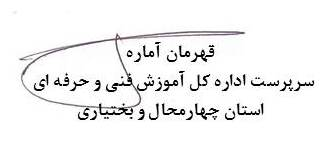 قهرمان آماره
سرپرست اداره کل آموزش فنی و حرفه ای
استان چهارمحال و بختیاری